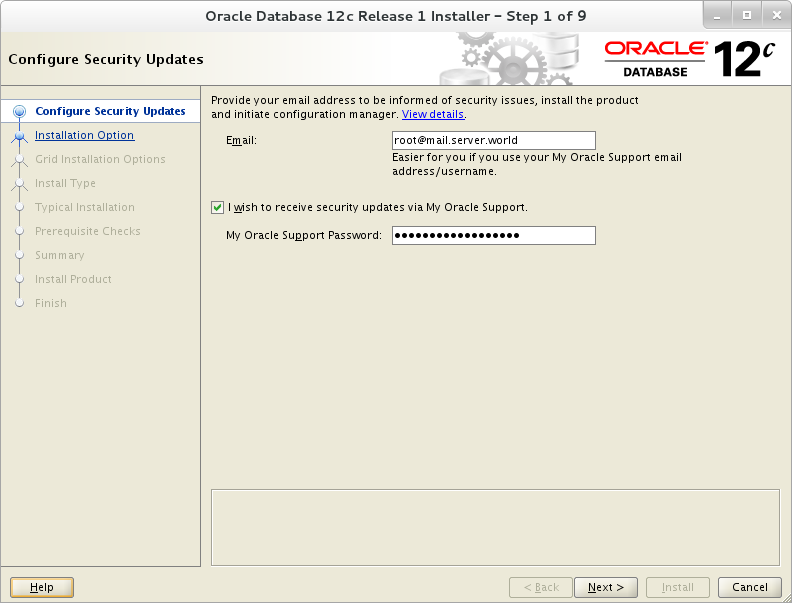 Oracle Database 12c Release 1 Installer – Step 1 of 9
Configure Security Updates
ORACLE®
DATABASE
12c
Configure Security Updates
Installation Option
Grid Installation Options
Install Type
Typical Installation
Prerequisite Checks
Summary
Install Product
Finish
Provide your email address to be informed of security issues, install the product
and initiate configuration manager. View details.
Email:
root@mail.server.world
Easier for you if you use your My Oracle Support email
address/username.
I wish to receive security updates via My Oracle Support.
My Oracle Support Password: ••••••••••••••••••
Help
< Back
Next >
Install
Cancel